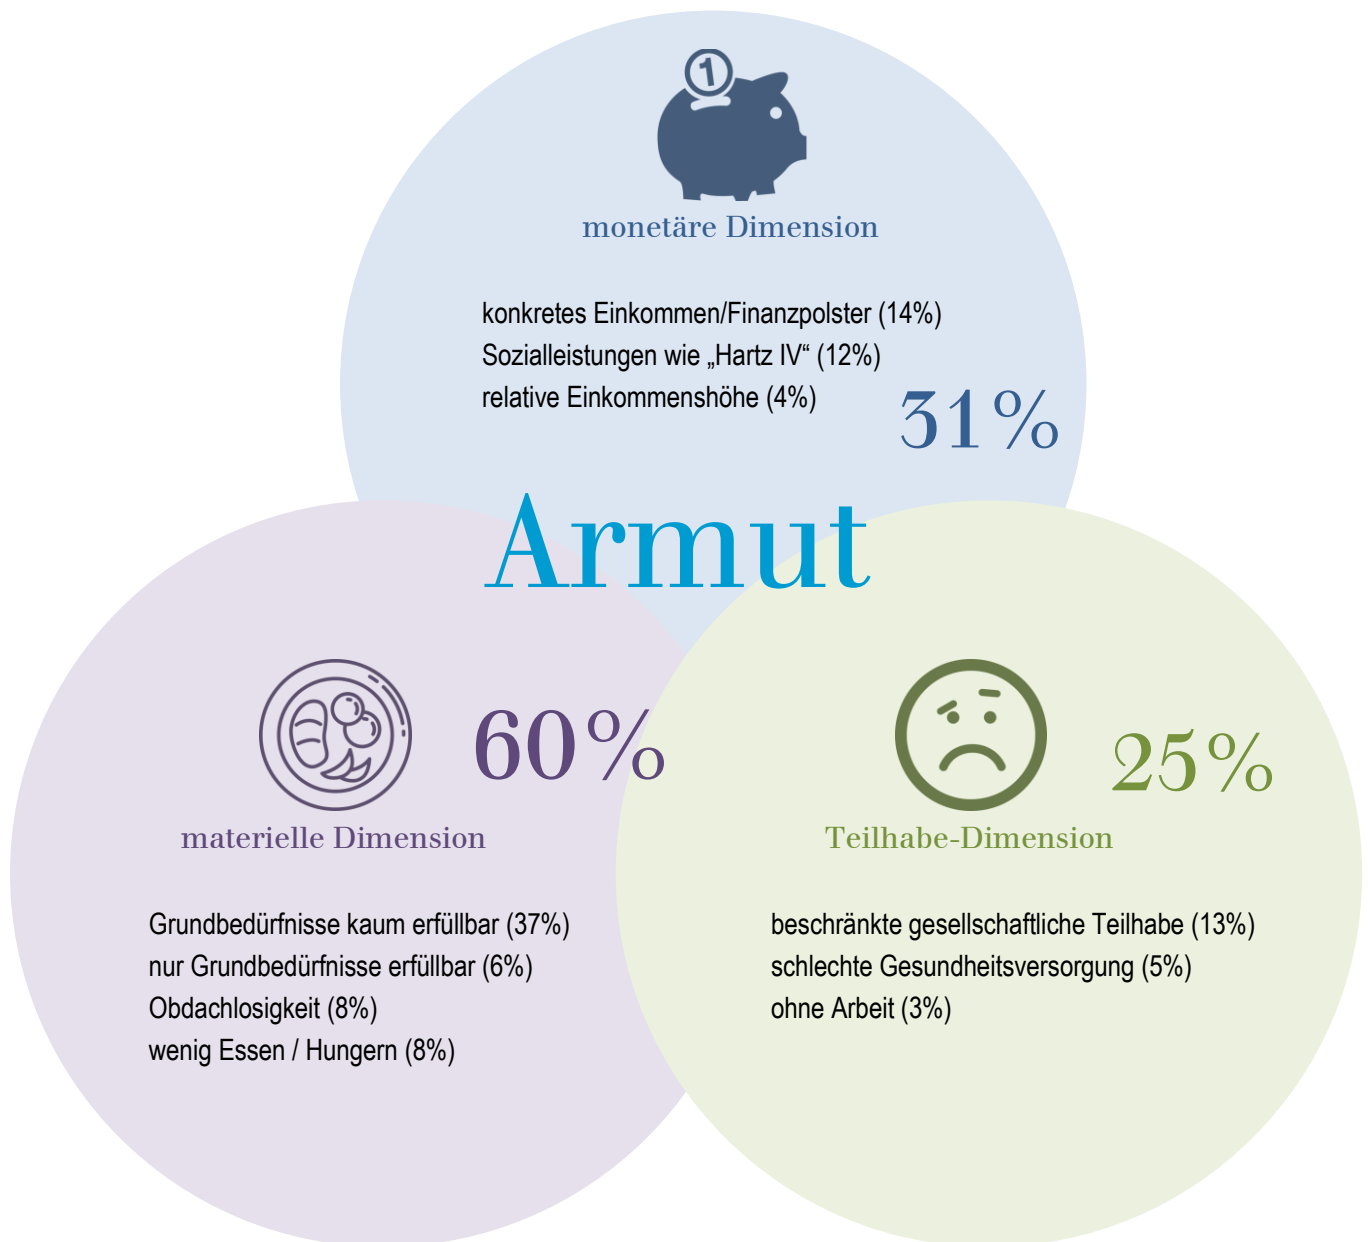 1
monetäre Dimension
konkretes Einkommen/Finanzpolster (14%)
Sozialleistungen wie „Hartz IV“ (12%)
relative Einkommenshöhe (4%)
31%
Armut
60%
materielle Dimension
Grundbedürfnisse kaum erfüllbar (37%)
nur Grundbedürfnisse erfüllbar (6%)
Obdachlosigkeit (8%)
wenig Essen / Hungern (8%)
25%
Teilhabe-Dimension
beschränkte gesellschaftliche Teilhabe (13%)
schlechte Gesundheitsversorgung (5%)
ohne Arbeit (3%)